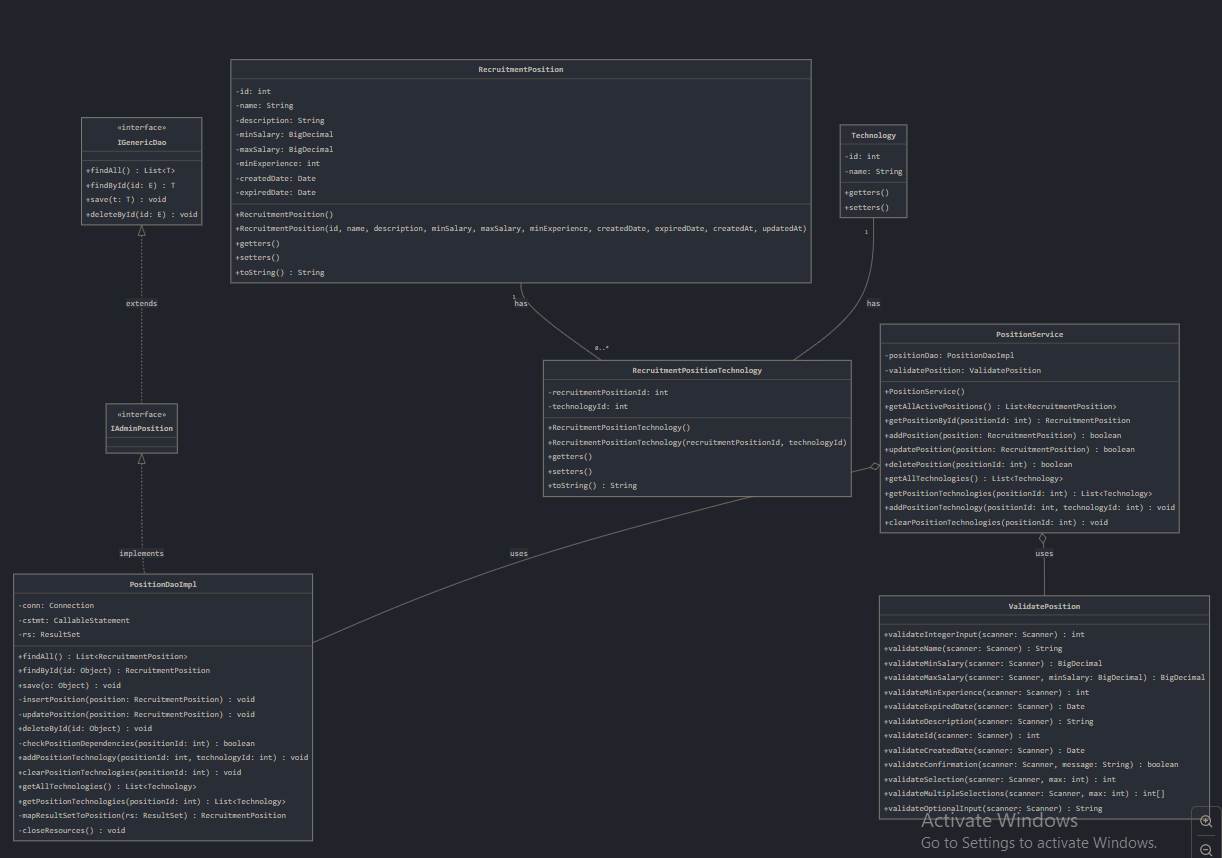 RecruitmentPosition
-id: int
-name: String
-description: String
-minSalary: BigDecimal
-maxSalary: BigDecimal
-minExperience: int
-createdDate: Date
-expiredDate: Date
+RecruitmentPosition()
+RecruitmentPosition(id, name, description, minSalary, maxSalary, minExperience, createdDate, expiredDate, createdAt, updatedAt)
+getters()
+setters()
+toString() : String
«interface»
IGenericDao
+findAll() : List<T>
+findById(id: E) : T
+save(t: T) : void
+deleteById(id: E) : void
Technology
-id: int
-name: String
+getters()
+setters()
1
extends
1
has
has
0..*
PositionService
-positionDao: PositionDaoImpl
-validatePosition: ValidatePosition
+PositionService()
+getAllActivePositions() : List<RecruitmentPosition>
+getPositionById(positionId: int) : RecruitmentPosition
+addPosition(position: RecruitmentPosition) : boolean
+updatePosition(position: RecruitmentPosition) : boolean
+deletePosition(positionId: int) : boolean
+getAllTechnologies() : List<Technology>
+getPositionTechnologies(positionId: int) : List<Technology>
+addPositionTechnology(positionId: int, technologyId: int) : void
+clearPositionTechnologies(positionId: int) : void
RecruitmentPositionTechnology
-recruitmentPositionId: int
-technologyId: int
+RecruitmentPositionTechnology()
+RecruitmentPositionTechnology(recruitmentPositionId, technologyId)
+getters()
+setters()
+toString() : String
«interface»
IAdminPosition
implements
uses
uses
PositionDaoImpl
-conn: Connection
-cstmt: CallableStatement
-rs: ResultSet
+findAll() : List<RecruitmentPosition>
+findById(id: Object) : RecruitmentPosition
+save(o: Object) : void
-insertPosition(position: RecruitmentPosition) : void
-updatePosition(position: RecruitmentPosition) : void
+deleteById(id: Object) : void
-checkPositionDependencies(positionId: int) : boolean
+addPositionTechnology(positionId: int, technologyId: int) : void
+clearPositionTechnologies(positionId: int) : void
+getAllTechnologies() : List<Technology>
+getPositionTechnologies(positionId: int) : List<Technology>
-mapResultSetToPosition(rs: ResultSet) : RecruitmentPosition
-closeResources() : void
ValidatePosition
+validateIntegerInput(scanner: Scanner) : int
+validateName(scanner: Scanner) : String
+validateMinSalary(scanner: Scanner) : BigDecimal
+validateMaxSalary(scanner: Scanner, minSalary: BigDecimal) : BigDecimal
+validateMinExperience(scanner: Scanner) : int
+validateExpiredDate(scanner: Scanner) : Date
+validateDescription(scanner: Scanner) : String
+validateId(scanner: Scanner) : int
+validateCreatedDate(scanner: Scanner) : Date
+validateConfirmation(scanner: Scanner, message: String) : boolean
+validateSelection(scanner: Scanner, max: int) : int
+validateMultipleSelections(scanner: Scanner, max: int) : int[]
+validateOptionalInput(scanner: Scanner) : String
Activate Windows
Go to Settings to activate Windows.